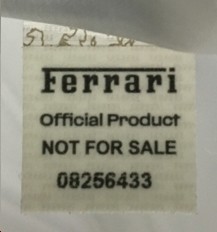 Ferrari
Official Product
NOT FOR SALE
08256433